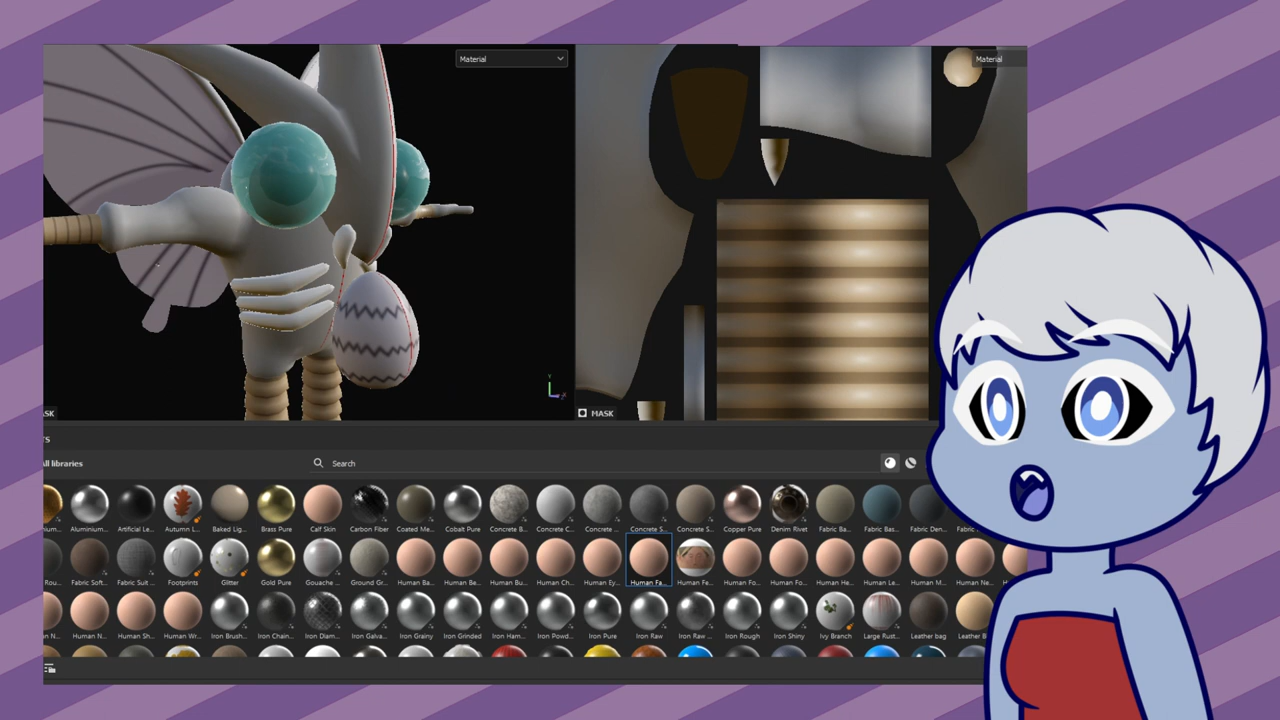 Material
Material
SK
MASK
TS
All libraries
Search
Aluminium...
Artificial Le...
Autumn L...
Baked Lig...
Brass Pure
Calf Skin
Carbon Fiber
Coated Me...
Cobalt Pure
Concrete B...
Concrete C...
Concrete ...
Concrete S...
Concrete S...
Copper Pure
Denim Rivet
Fabric Ba...
Fabric Bas...
Fabric Den...
Fabric
Rou...
Fabric Soft...
Fabric Suit ...
Footprints
Glitter
Gold Pure
Gouache ...
Ground Gr...
Human Ba...
Human Be...
Human Bu...
Human Ch...
Human Ey...
Human Fa...
Human Fe...
Human Fo...
Human Fo...
Human He...
Human Le...
Human M...
Human Ne...
n N...
Human N...
Human Sh...
Human Wr...
Iron Brush...
Iron Chain...
Iron Diam...
Iron Galva...
Iron Grainy
Iron Grinded
Iron Ham...
Iron Powd...
Iron Pure
Iron Raw
Iron Raw ...
Iron Rough
Iron Shiny
Ivy Branch
Large Rust...
Leather bag
Leather B